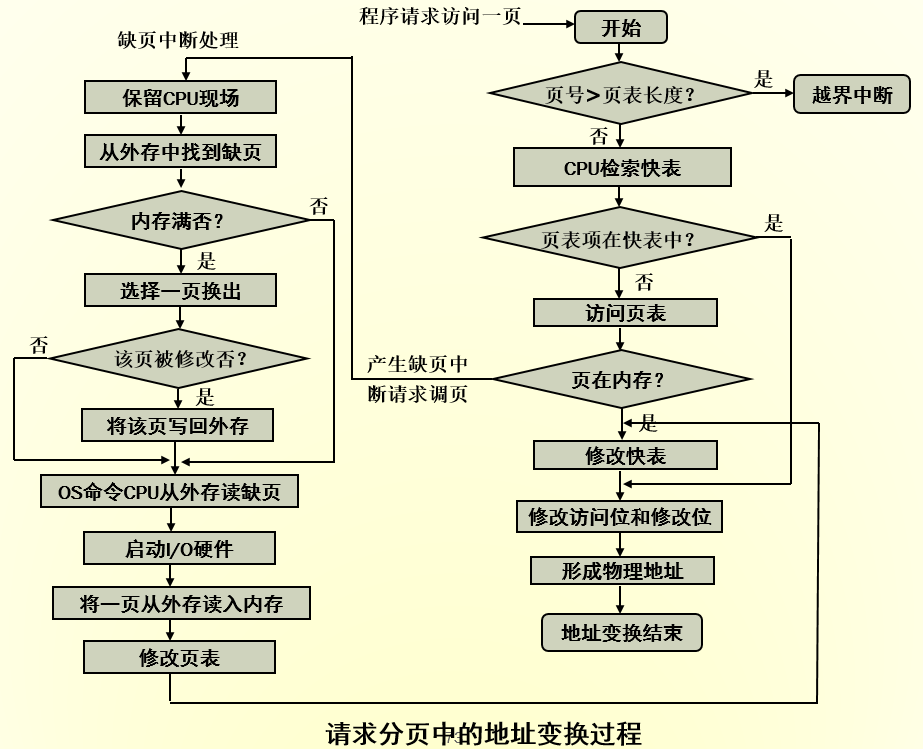 程序请求访问一页
开始
缺页中断处理
页号>页表长度?
是
越界中断
否
保留CPU现场
从外存中找到缺页
CPU检索快表
内存满否?
否
是
页表项在快表中?
是
否
选择一页换出
访问页表
否
该页被修改否?
是
产生缺页中
断请求调页
页在内存?
是
将该页写回外存
修改快表
OS命令CPU从外存读缺页
修改访问位和修改位
启动I/O硬件
形成物理地址
将一页从外存读入内存
地址变换结束
修改页表
请求分页中的地址变换过程